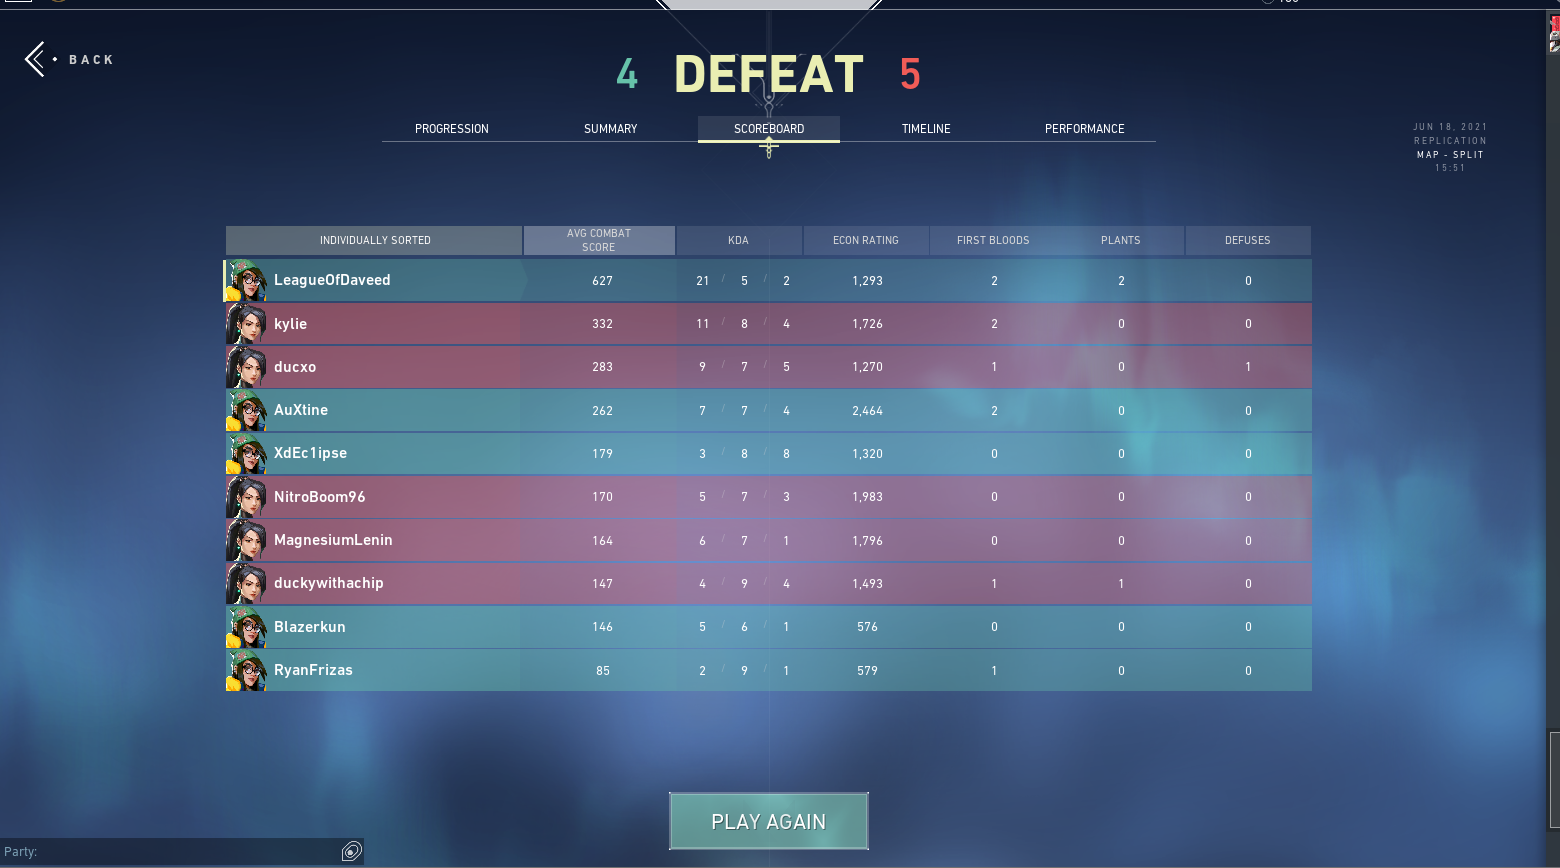 BACK
4 DEFEAT 5
PROGRESSION SUMMARY SCOREBOARD TIMELINE PERFORMANCE
JUN 18, 2021
REPLICATION
MAP - SPLIT
15:51
INDIVIDUALLY SORTED AVG COMBAT SCORE KDA ECON RATING FIRST BLOODS PLANTS DEFUSES
LeagueOfDaveed 627 21 / 5 / 2 1,293 2 2 0
kylie 332 11 / 8 / 4 1,726 2 0 0
ducxo 283 9 / 7 / 5 1,270 1 0 1
AuXtine 262 7 / 7 / 4 2,464 2 0 0
XdEc1ipse 179 3 / 8 / 8 1,320 0 0 0
NitroBoom96 170 5 / 7 / 3 1,983 0 0 0
MagnesiumLenin 164 6 / 7 / 1 1,796 0 0 0
duckywithachip 147 4 / 9 / 4 1,493 1 1 0
Blazerkun 146 5 / 6 / 1 576 0 0 0
RyanFrizas 85 2 / 9 / 1 579 1 0 0
PLAY AGAIN
Party: